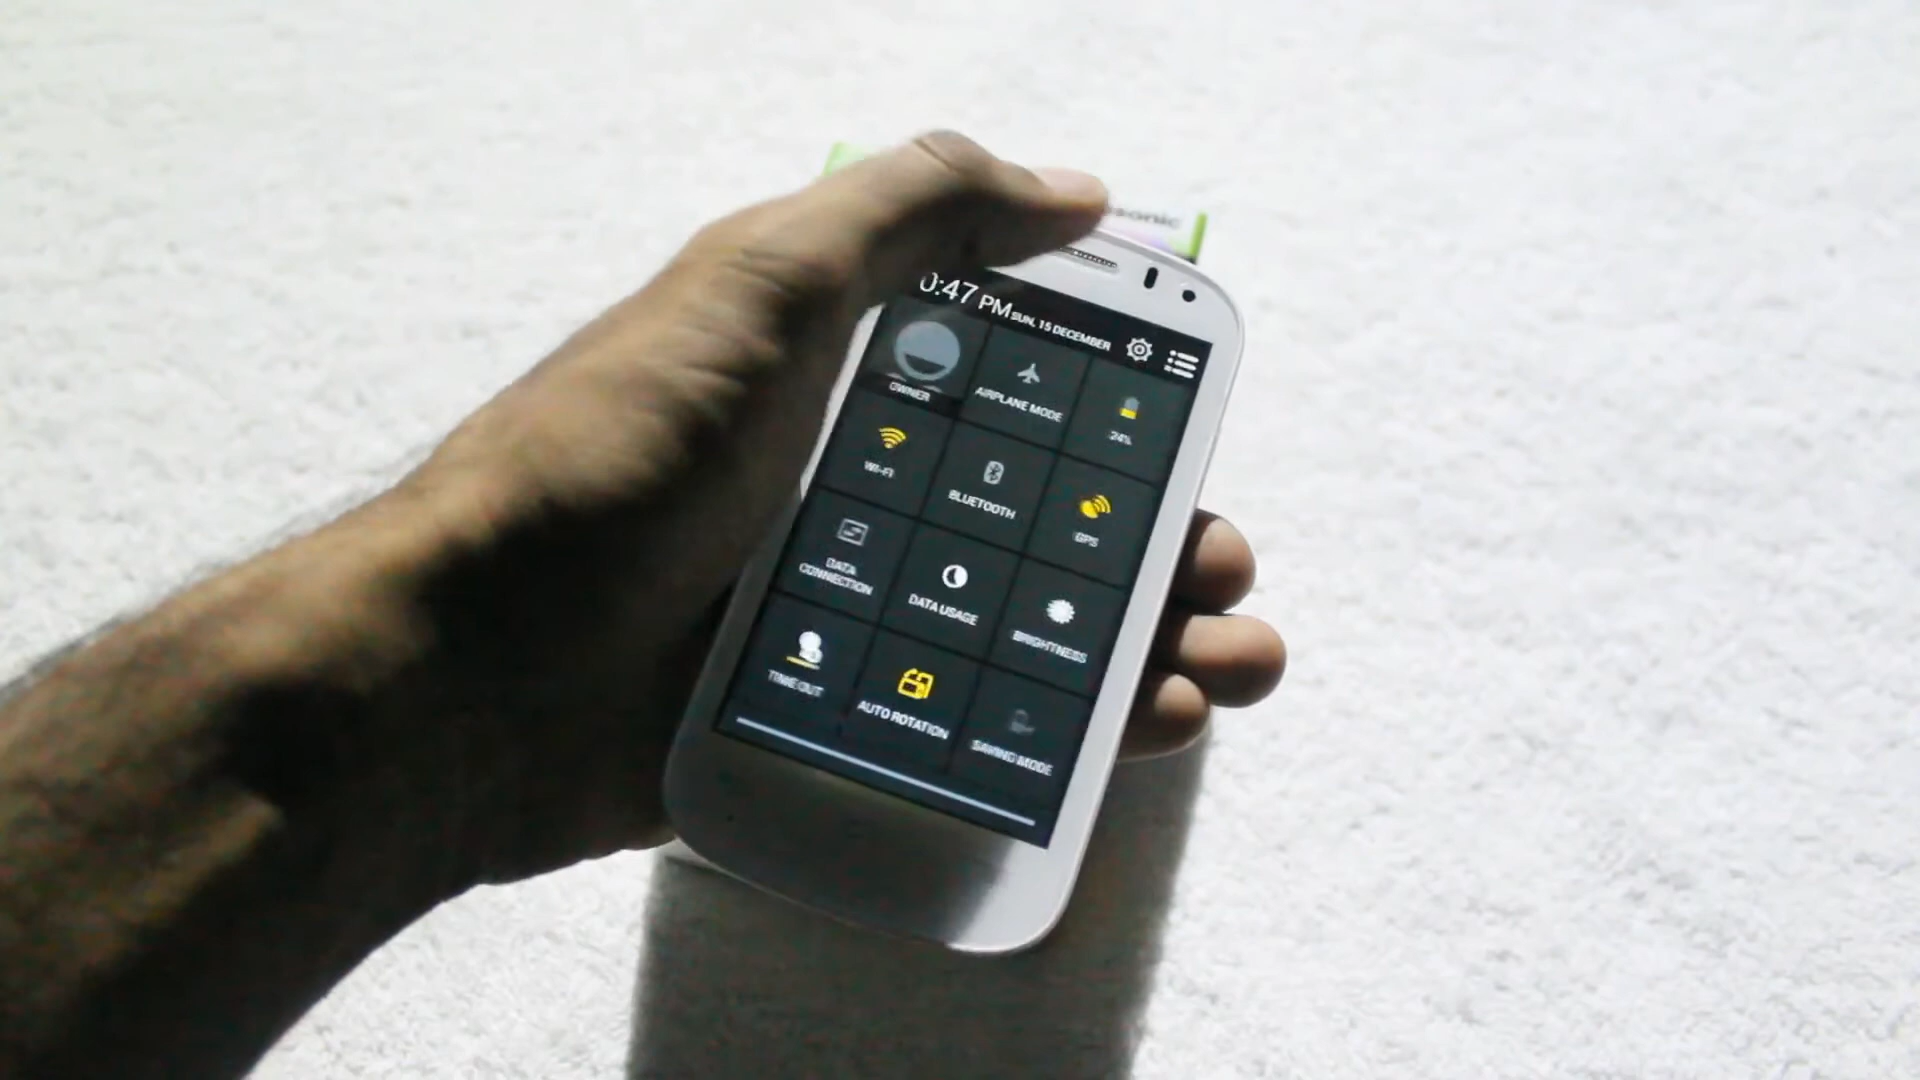 0:47 PM SUN, 15 DECEMBER
OWNER
AIRPLANE MODE
24%
WI-FI
BLUETOOTH
GPS
DATA
CONNECTION
DATA USAGE
BRIGHTNESS
TIME OUT
AUTO ROTATION
SAVING MODE
sonic